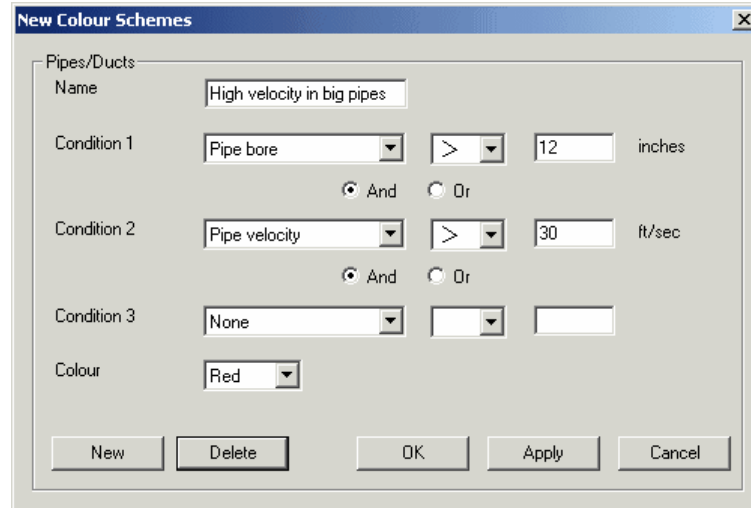 New Colour Schemes
Pipes/Ducts
Name High velocity in big pipes
Condition 1 Pipe bore > 12 inches
And Or
Condition 2 Pipe velocity > 30 ft/sec
And Or
Condition 3 None
Colour Red
New Delete OK Apply Cancel